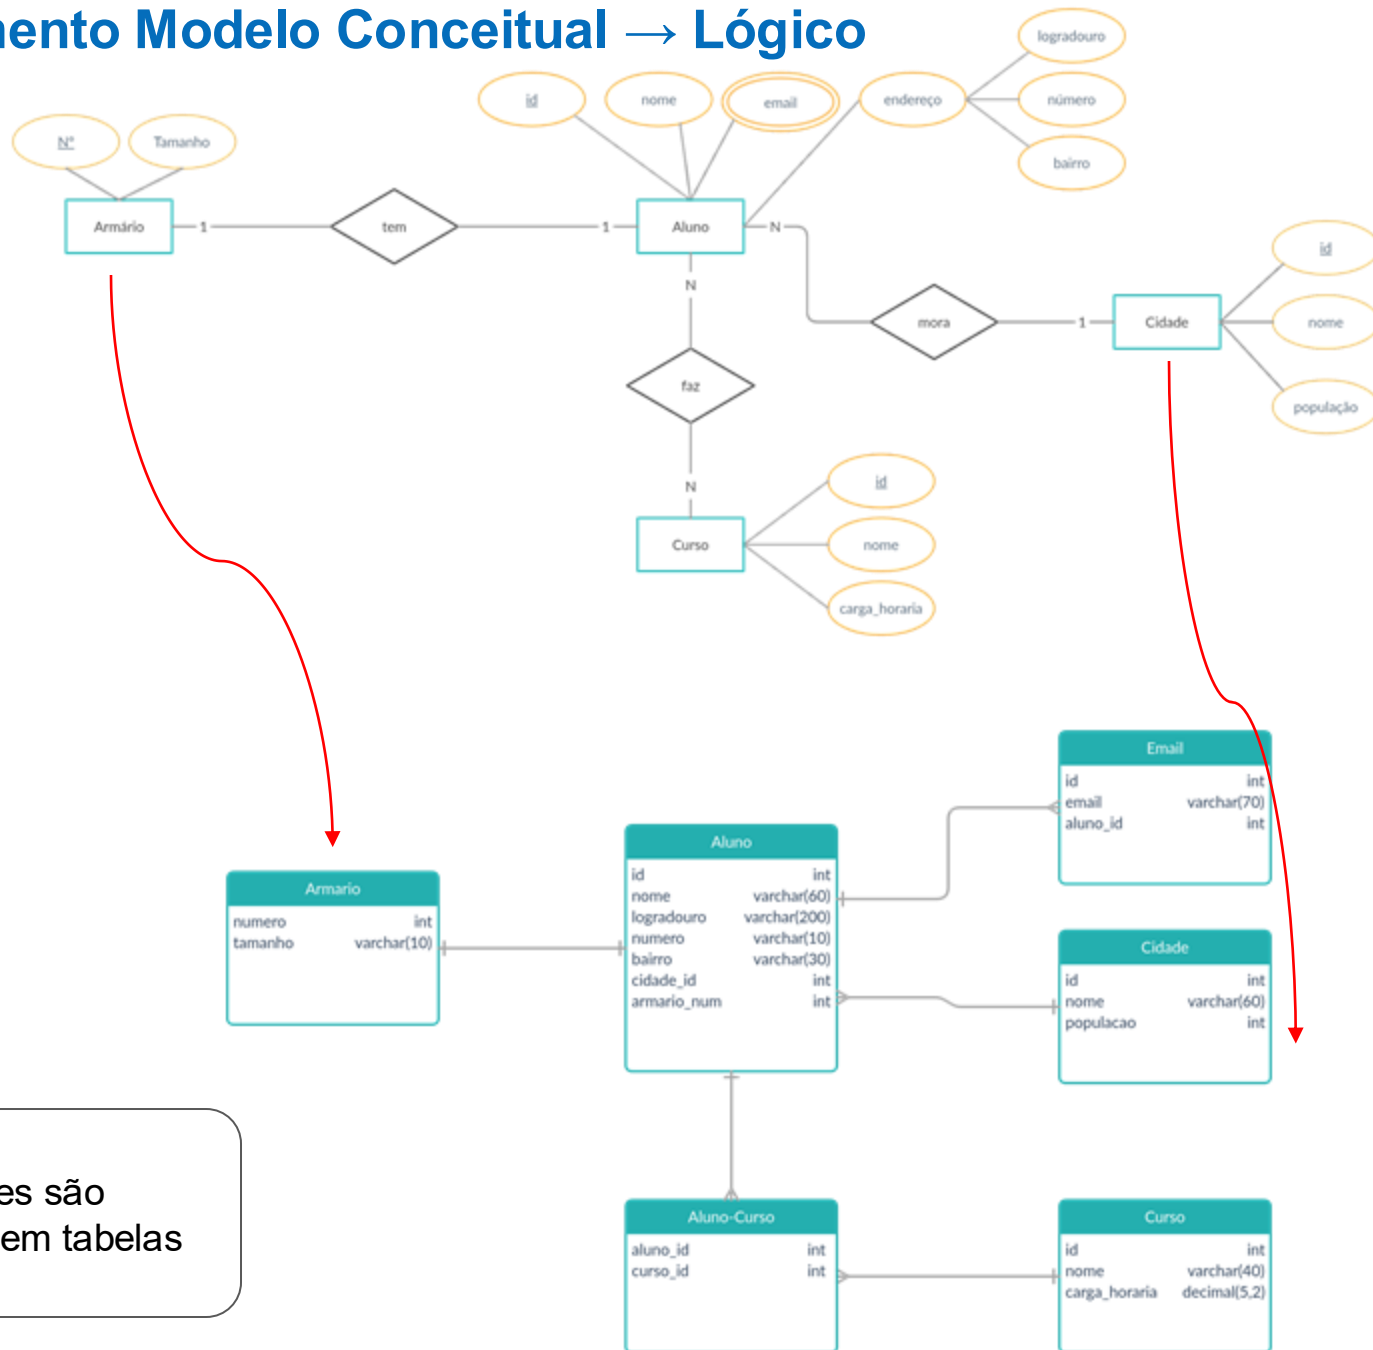 mento Modelo Conceitual → Lógico
logradouro
id
nome
email
endereço
número
Nº
Tamanho
bairro
Armário
1
tem
1
Aluno
N
id
N
mora
1
Cidade
nome
faz
população
id
N
Curso
nome
carga_horaria
Email
id int
email varchar(70)
aluno_id int
Aluno
id int
nome varchar(60)
logradouro varchar(200)
numero varchar(10)
bairro varchar(30)
cidade_id int
armario_num int
Armario
numero int
tamanho varchar(10)
Cidade
id int
nome varchar(60)
populacao int
es são
em tabelas
Aluno-Curso
aluno_id int
curso_id int
Curso
id int
nome varchar(40)
carga_horaria decimal(5,2)